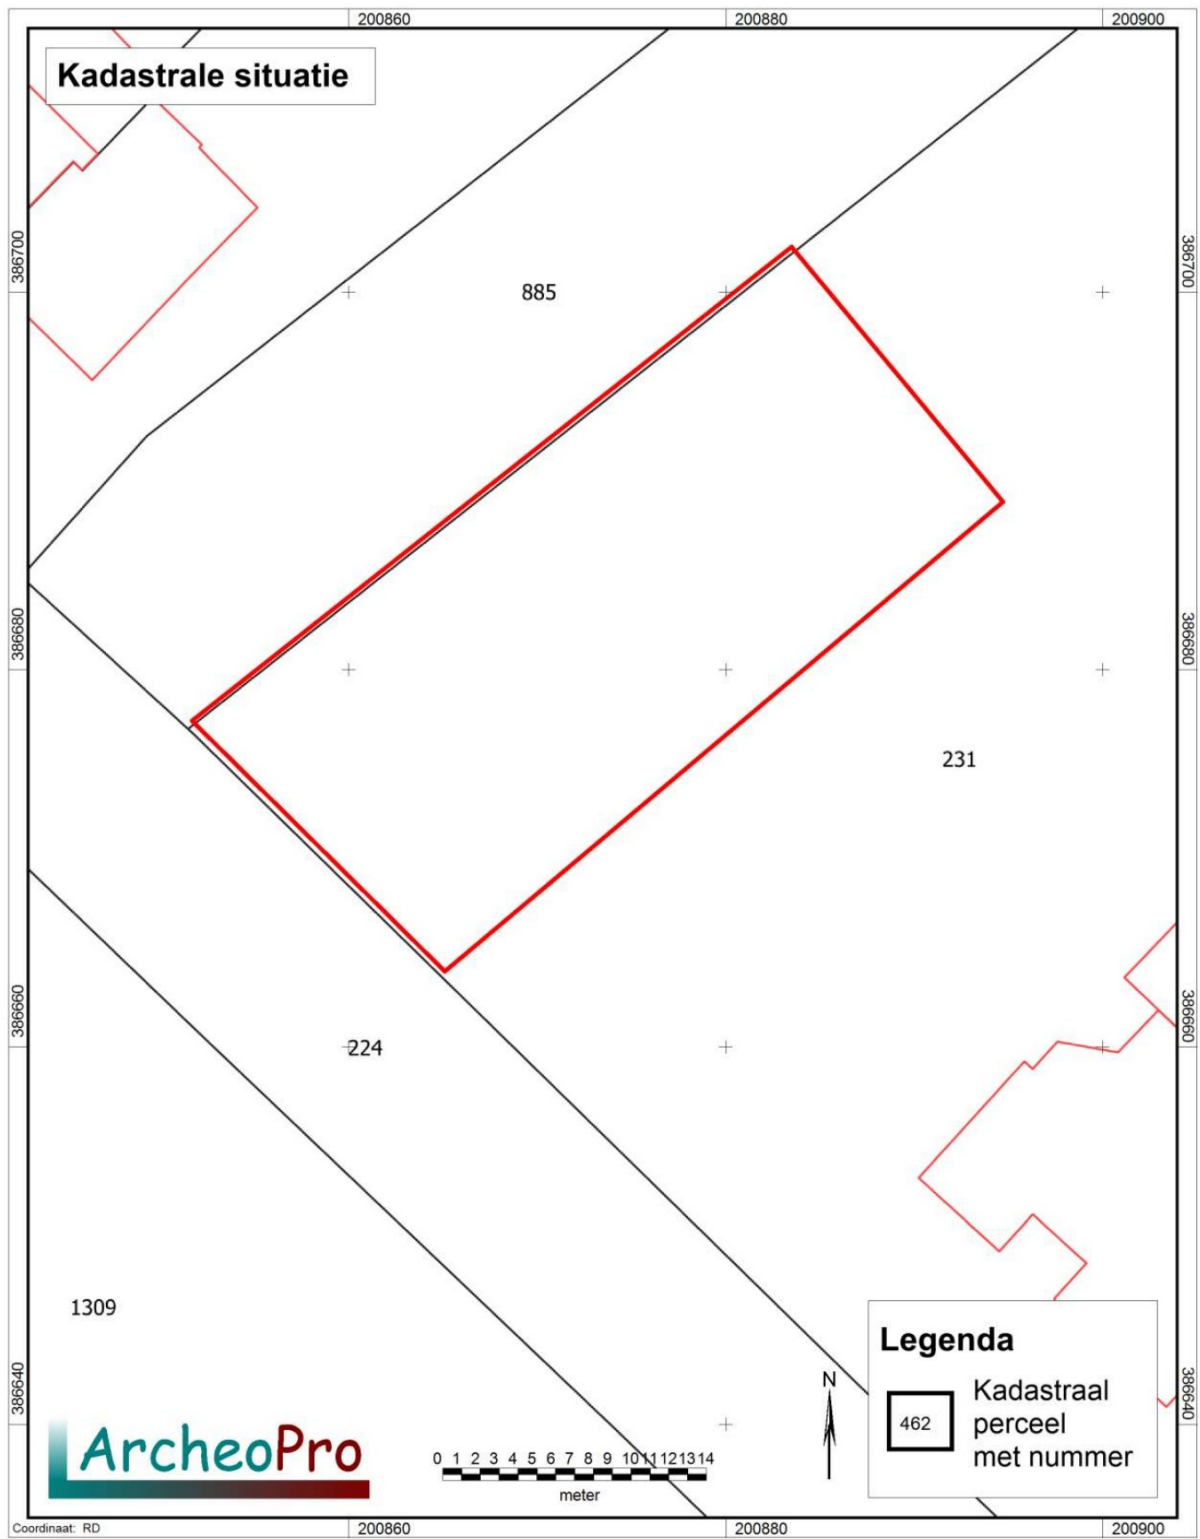 200860
200880
200900
Kadastrale situatie
386700
386700
885
386680
386680
231
386660
386660
224
1309
Legenda
462
Kadastraal
perceel
met nummer
386640
386640
N
ArcheoPro
0 1 2 3 4 5 6 7 8 9 10 11 12 13 14
meter
Coordinaat: RD
200860
200880
200900